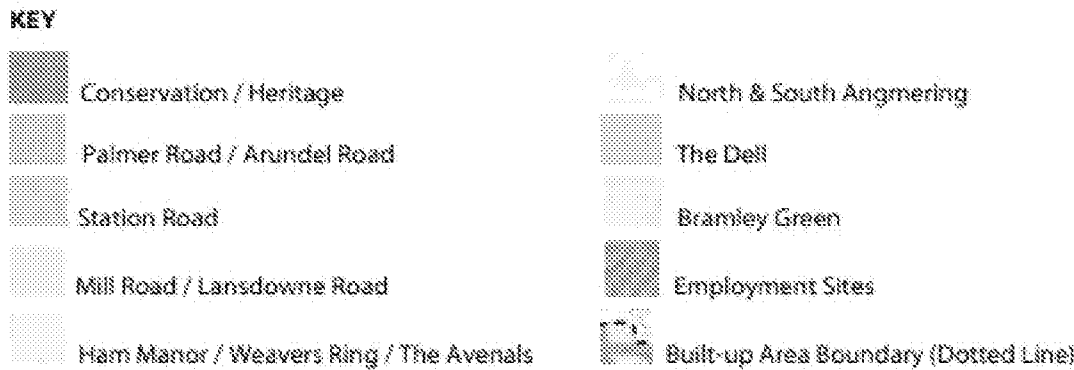 KEY
Conservation / Heritage
Palmer Road / Arundel Road
Station Road
Mill Road / Lansdowne Road
Ham Manor / Weavers Ring / The Avenals
North & South Angmering
The Dell
Bramley Green
Employment Sites
Built-up Area Boundary (Dotted Line)